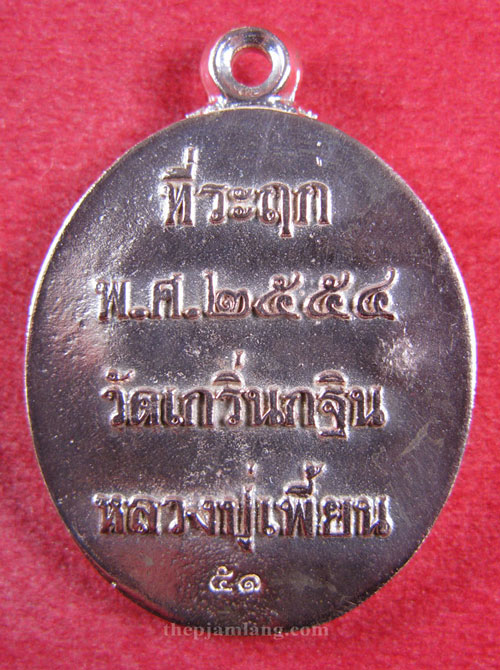 ที่ระฤก
พ.ศ.๒๕๕๔
วัดเกริ่นกฐิน
หลวงปู่เพี้ยน
๕๑
thepjamlang.com